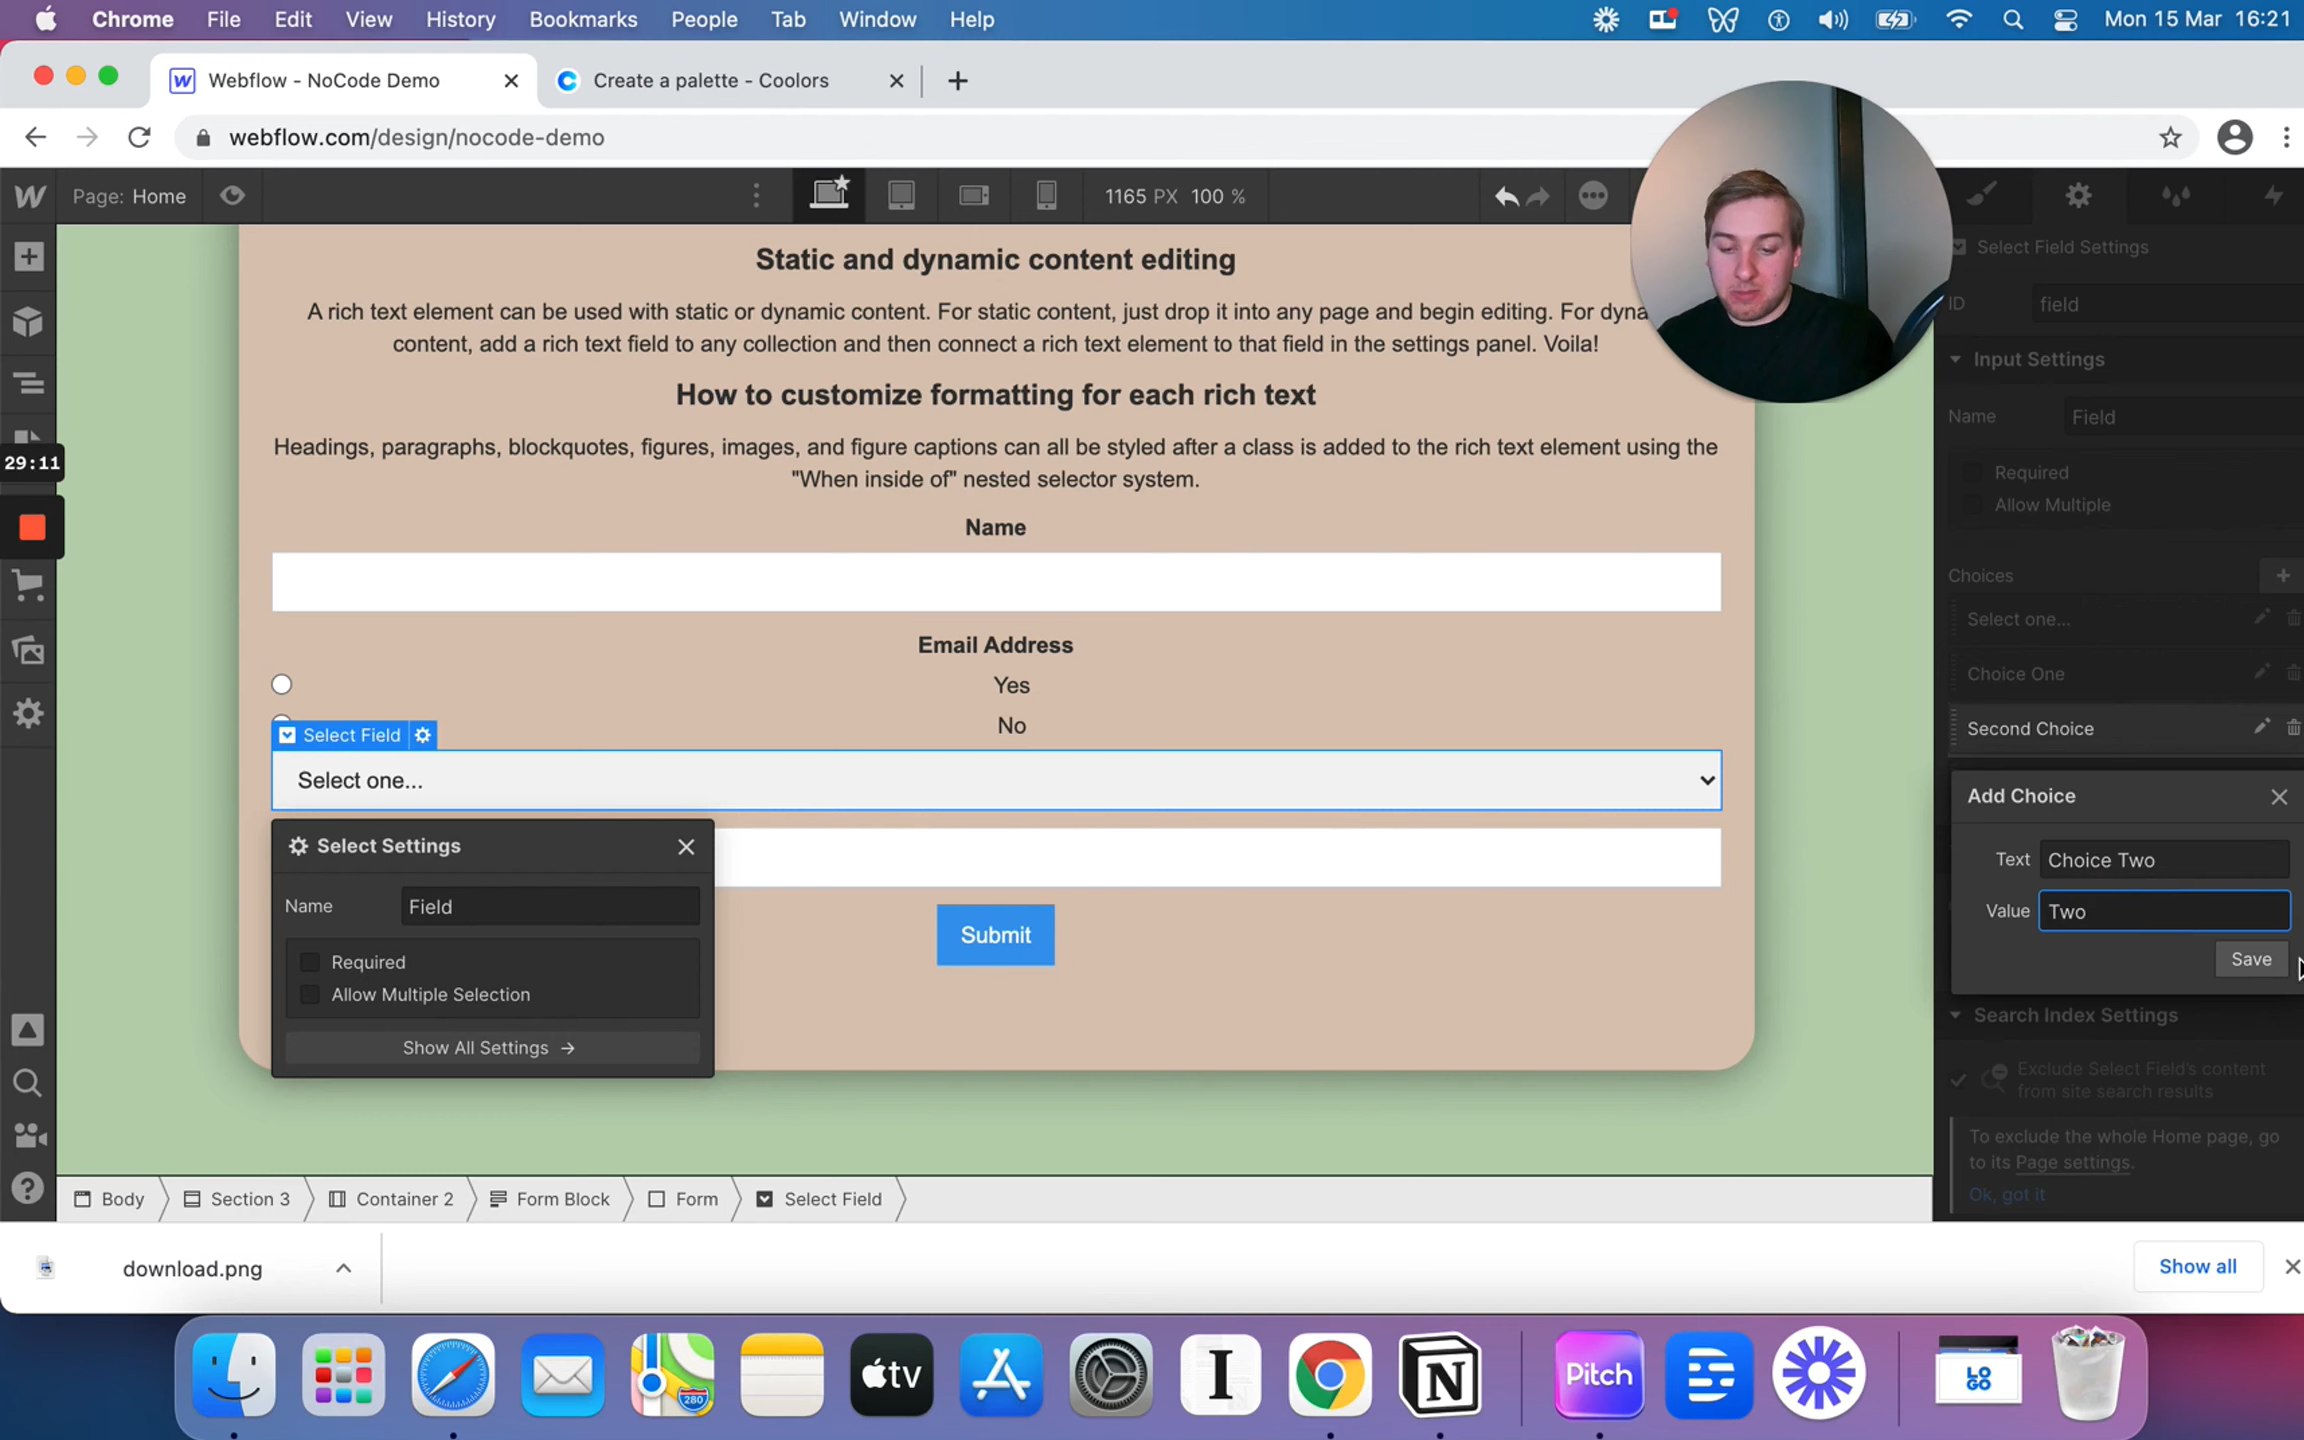 Chrome File Edit View History Bookmarks People Tab Window Help Mon 15 Mar 16:21
Webflow - NoCode Demo Create a palette - Coolors
webflow.com/design/nocode-demo
Page: Home 1165 PX 100 %
Select Field Settings
ID field
Input Settings
Name Field
Required
Allow Multiple
Choices
Select one...
Choice One
Second Choice
Add Choice
Text Choice Two
Value Two
Save
Search Index Settings
Exclude Select Field's content
from site search results
To exclude the whole Home page, go
to its Page settings.
Ok, got it
29:11
Static and dynamic content editing
A rich text element can be used with static or dynamic content. For static content, just drop it into any page and begin editing. For
content, add a rich text field to any collection and then connect a rich text element to that field in the settings panel. Voila!
How to customize formatting for each rich text
Headings, paragraphs, blockquotes, figures, images, and figure captions can all be styled after a class is added to the rich text element using the
"When inside of" nested selector system.
Name
Email Address
Yes
No
Select Field
Select one...
Select Settings
Name Field
Required
Allow Multiple Selection
Show All Settings
Submit
Body Section 3 Container 2 Form Block Form Select Field
download.png Show all
280 tv I N Pitch LO
GO